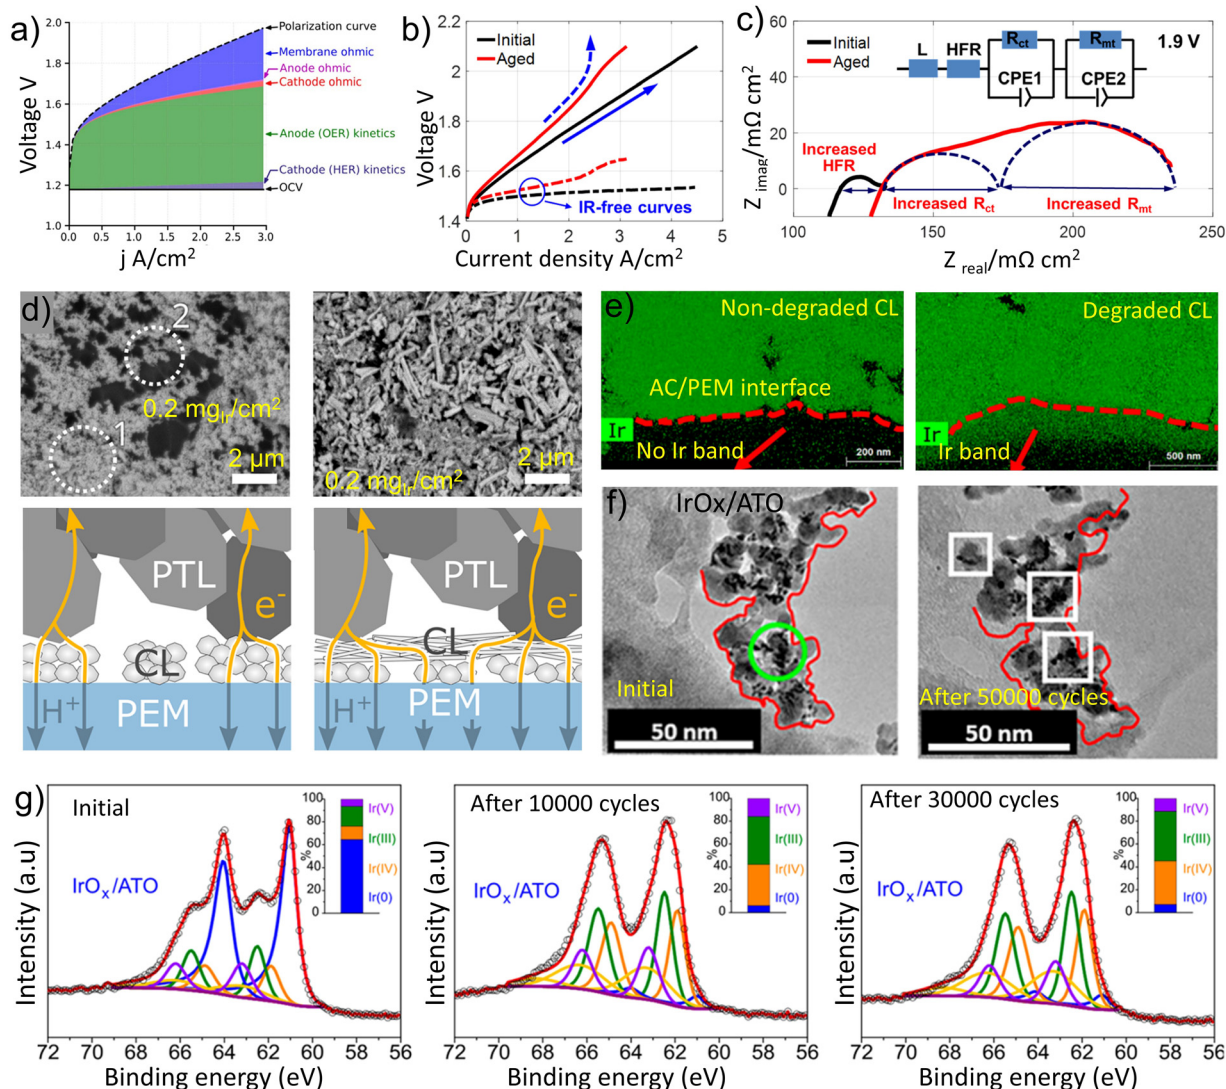 a)
2.0
1.8
1.6
1.4
1.2
1.0
Voltage V
0.0
0.5
1.0
1.5
2.0
2.5
3.0
j A/cm²
Polarization curve
Membrane ohmic
Anode ohmic
Cathode ohmic
Anode (OER) kinetics
Cathode (HER) kinetics
OCV
b)
Initial
Aged
2.2
2
1.8
1.6
1.4
Voltage V
IR-free curves
0
1
2
3
4
5
Current density A/cm²
c)
Initial
Aged
60
40
20
0
Z imag/mΩ cm²
L
HFR
Rct
CPE1
Rmt
CPE2
1.9 V
Increased
HFR
Increased Rct
Increased Rmt
100
150
200
250
Z real/mΩ cm²
d)
2
0.2 mgIr/cm²
1
2 µm
2 µm
0.2 mgIr/cm²
PTL
e⁻
CL
H⁺
PEM
PTL
e⁻
CL
H⁺
PEM
e)
Non-degraded CL
AC/PEM interface
Ir
No Ir band
200 nm
Degraded CL
Ir
Ir band
500 nm
f)
IrOx/ATO
Initial
50 nm
After 50000 cycles
50 nm
g)
Initial
IrOx/ATO
100
80
60
40
20
0
%
Ir(V)
Ir(III)
Ir(IV)
Ir(0)
Intensity (a.u)
72 70 68 66 64 62 60 58 56
Binding energy (eV)
After 10000 cycles
IrOx/ATO
100
80
60
40
20
0
%
Ir(V)
Ir(III)
Ir(IV)
Ir(0)
Intensity (a.u)
72 70 68 66 64 62 60 58 56
Binding energy (eV)
After 30000 cycles
IrOx/ATO
100
80
60
40
20
0
%
Ir(V)
Ir(III)
Ir(IV)
Ir(0)
Intensity (a.u)
72 70 68 66 64 62 60 58 56
Binding energy (eV)